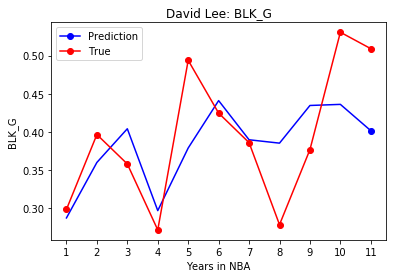 David Lee: BLK_G
Prediction
True
BLK_G
0.50
0.45
0.40
0.35
0.30
1 2 3 4 5 6 7 8 9 10 11
Years in NBA